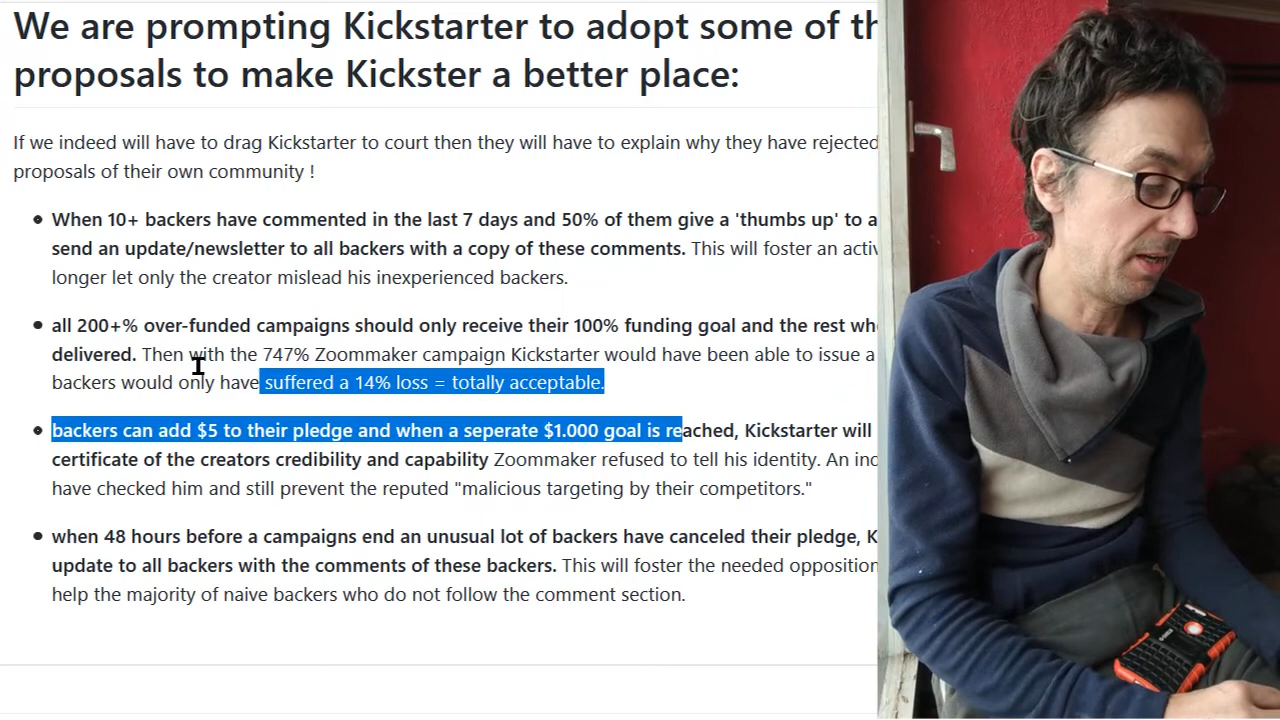 We are prompting Kickstarter to adopt some of th
proposals to make Kickster a better place:
If we indeed will have to drag Kickstarter to court then they will have to explain why they have rejected
proposals of their own community !
When 10+ backers have commented in the last 7 days and 50% of them give a 'thumbs up' to a
send an update/newsletter to all backers with a copy of these comments. This will foster an activ
longer let only the creator mislead his inexperienced backers.
all 200+% over-funded campaigns should only receive their 100% funding goal and the rest wh
delivered. Then with the 747% Zoommaker campaign Kickstarter would have been able to issue a
backers would only have suffered a 14% loss = totally acceptable.
backers can add $5 to their pledge and when a seperate $1.000 goal is reached, Kickstarter will
certificate of the creators credibility and capability Zoommaker refused to tell his identity. An ind
have checked him and still prevent the reputed "malicious targeting by their competitors."
when 48 hours before a campaigns end an unusual lot of backers have canceled their pledge, K
update to all backers with the comments of these backers. This will foster the needed opposition
help the majority of naive backers who do not follow the comment section.